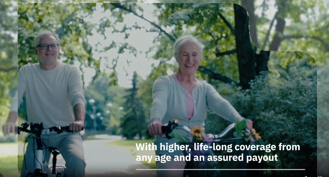 With higher, life-long coverage from
any age and an assured payout